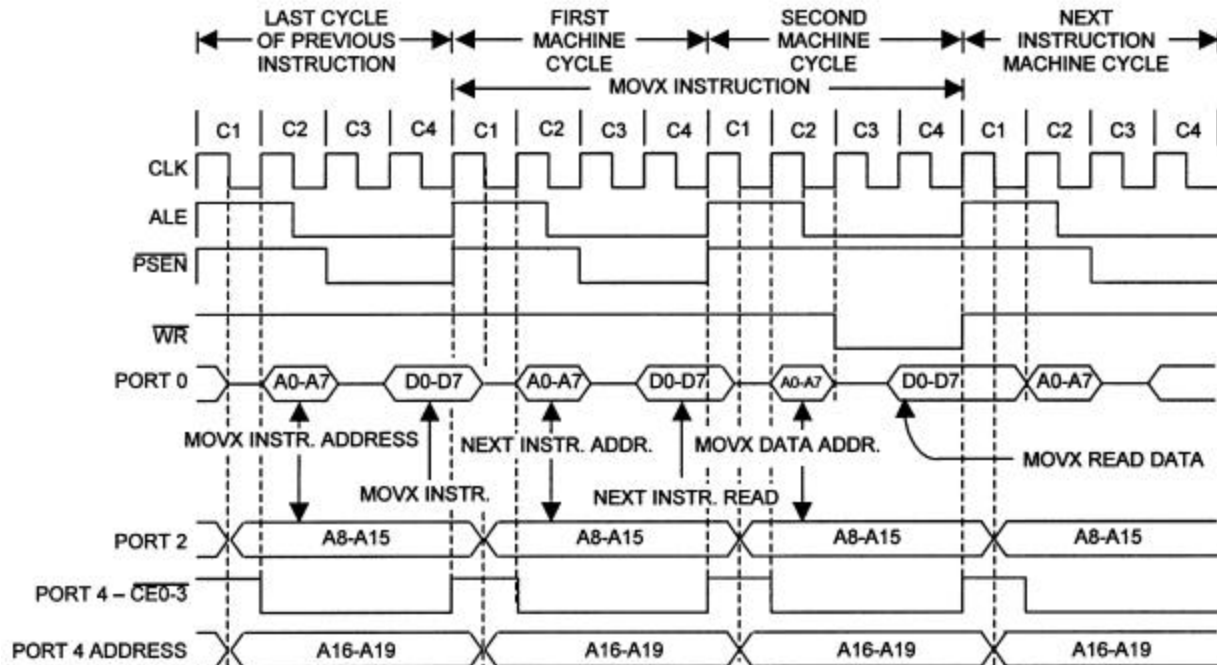 LAST CYCLE
OF PREVIOUS
INSTRUCTION
FIRST
MACHINE
CYCLE
SECOND
MACHINE
CYCLE
NEXT
INSTRUCTION
MACHINE CYCLE
MOVX INSTRUCTION
C1 C2 C3 C4 C1 C2 C3 C4 C1 C2 C3 C4 C1 C2 C3 C4
CLK
ALE
PSEN
WR
PORT 0 A0-A7 D0-D7 A0-A7 D0-D7 A0-A7 D0-D7 A0-A7
MOVX INSTR. ADDRESS NEXT INSTR. ADDR. MOVX DATA ADDR.
MOVX READ DATA
MOVX INSTR. NEXT INSTR. READ
PORT 2 A8-A15 A8-A15 A8-A15 A8-A15
PORT 4 – CE0-3
PORT 4 ADDRESS A16-A19 A16-A19 A16-A19 A16-A19